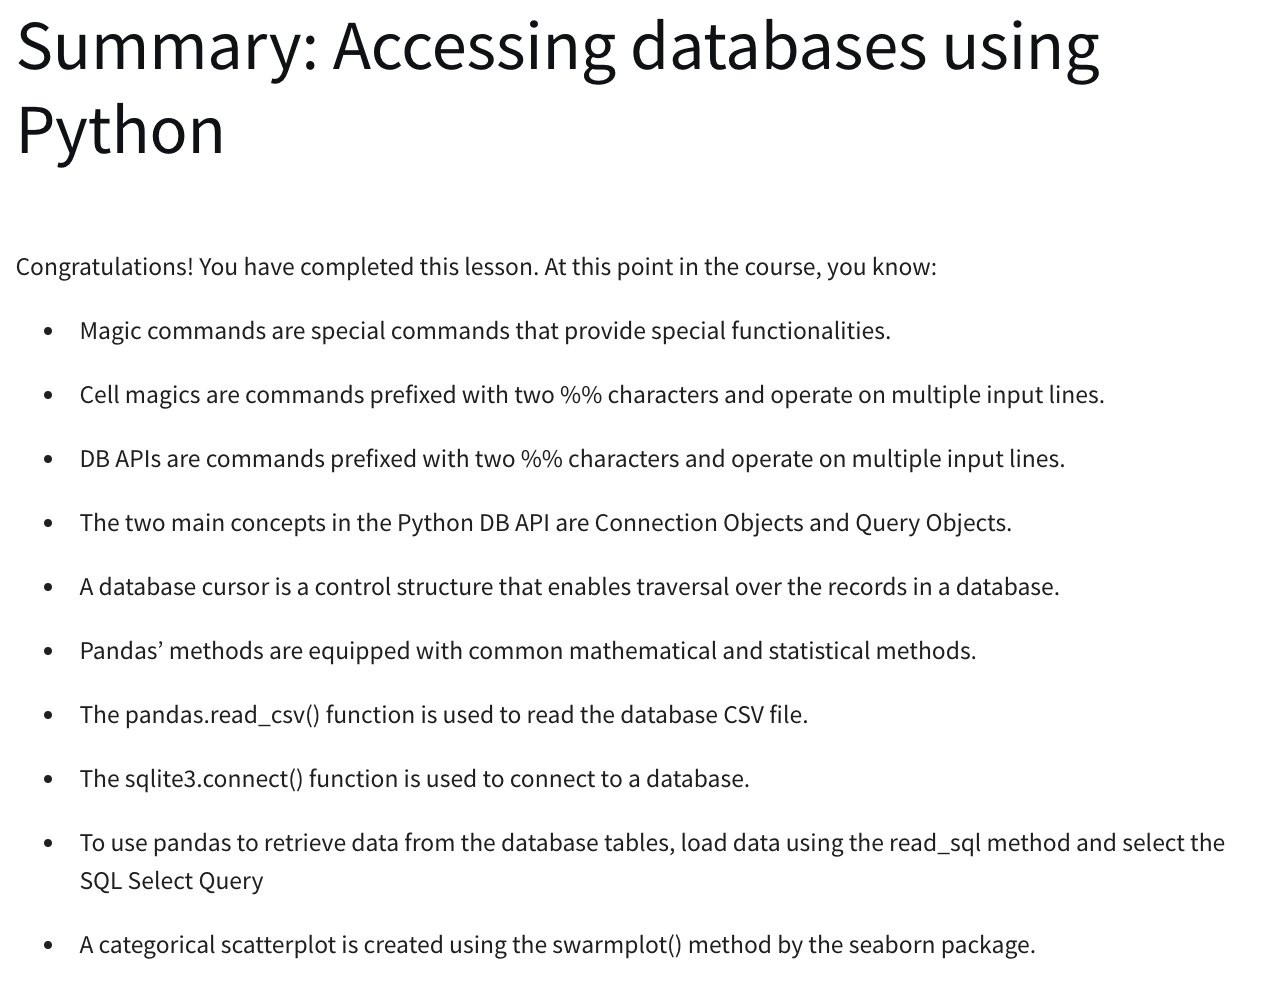 Summary: Accessing databases using
Python
Congratulations! You have completed this lesson. At this point in the course, you know:
• Magic commands are special commands that provide special functionalities.
• Cell magics are commands prefixed with two %% characters and operate on multiple input lines.
• DB APIs are commands prefixed with two %% characters and operate on multiple input lines.
• The two main concepts in the Python DB API are Connection Objects and Query Objects.
• A database cursor is a control structure that enables traversal over the records in a database.
• Pandas’ methods are equipped with common mathematical and statistical methods.
• The pandas.read_csv() function is used to read the database CSV file.
• The sqlite3.connect() function is used to connect to a database.
• To use pandas to retrieve data from the database tables, load data using the read_sql method and select the
SQL Select Query
• A categorical scatterplot is created using the swarmplot() method by the seaborn package.